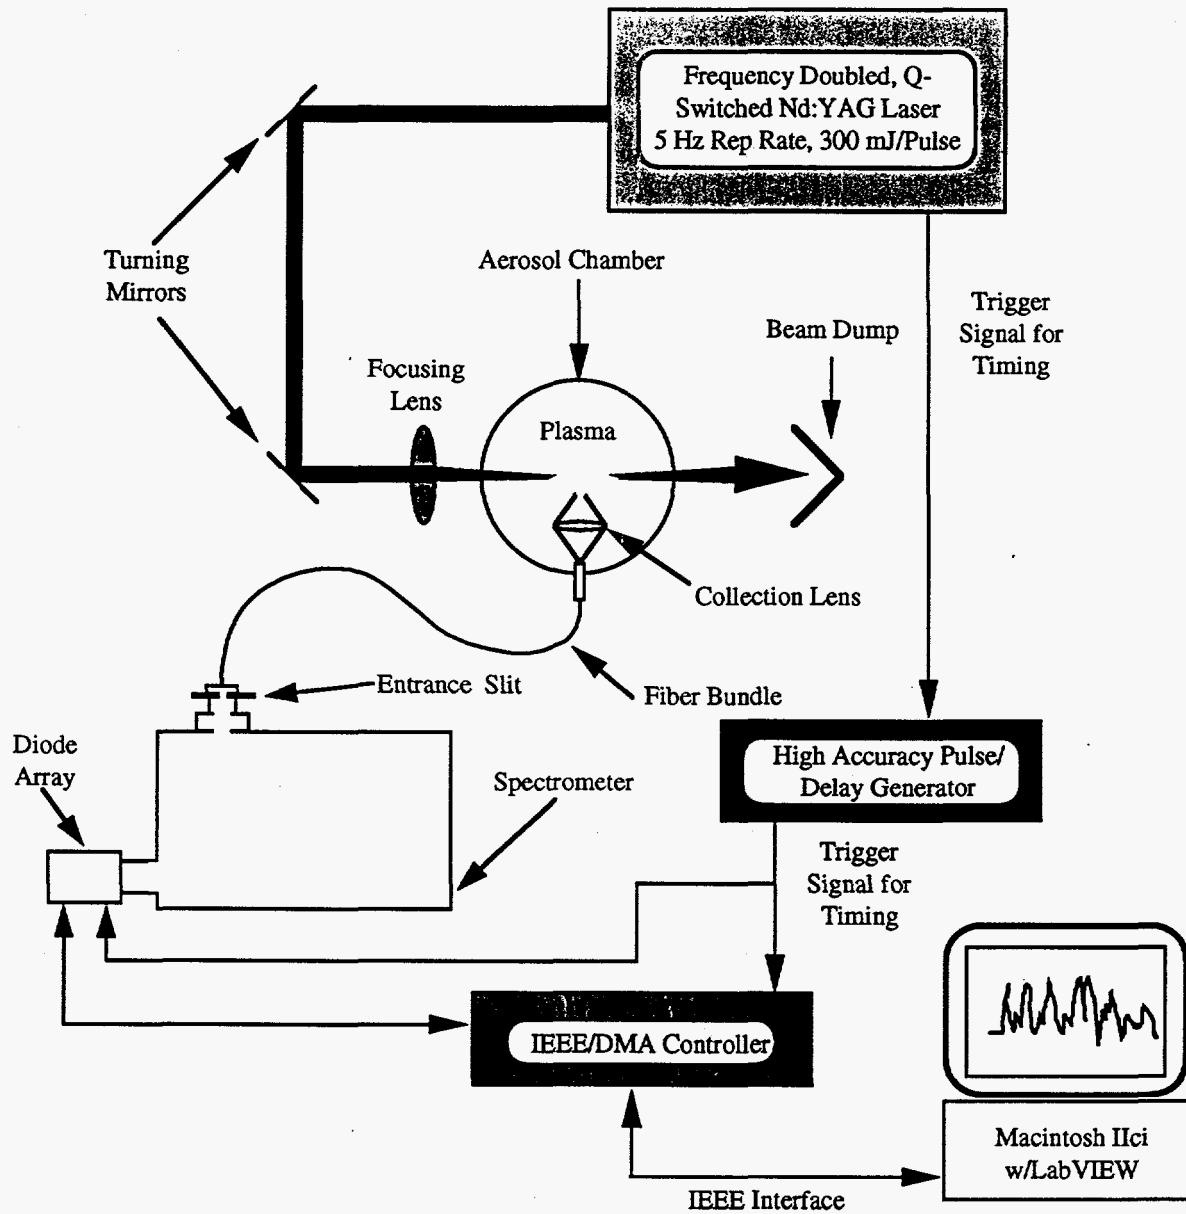 Frequency Doubled, Q-
Switched Nd:YAG Laser
5 Hz Rep Rate, 300 mJ/Pulse
Turning
Mirrors
Aerosol Chamber
Trigger
Signal for
Timing
Beam Dump
Focusing
Lens
Plasma
Collection Lens
Entrance Slit
Fiber Bundle
Diode
Array
Spectrometer
High Accuracy Pulse/
Delay Generator
Trigger
Signal for
Timing
IEEE/DMA Controller
Macintosh IIci
w/LabVIEW
IEEE Interface